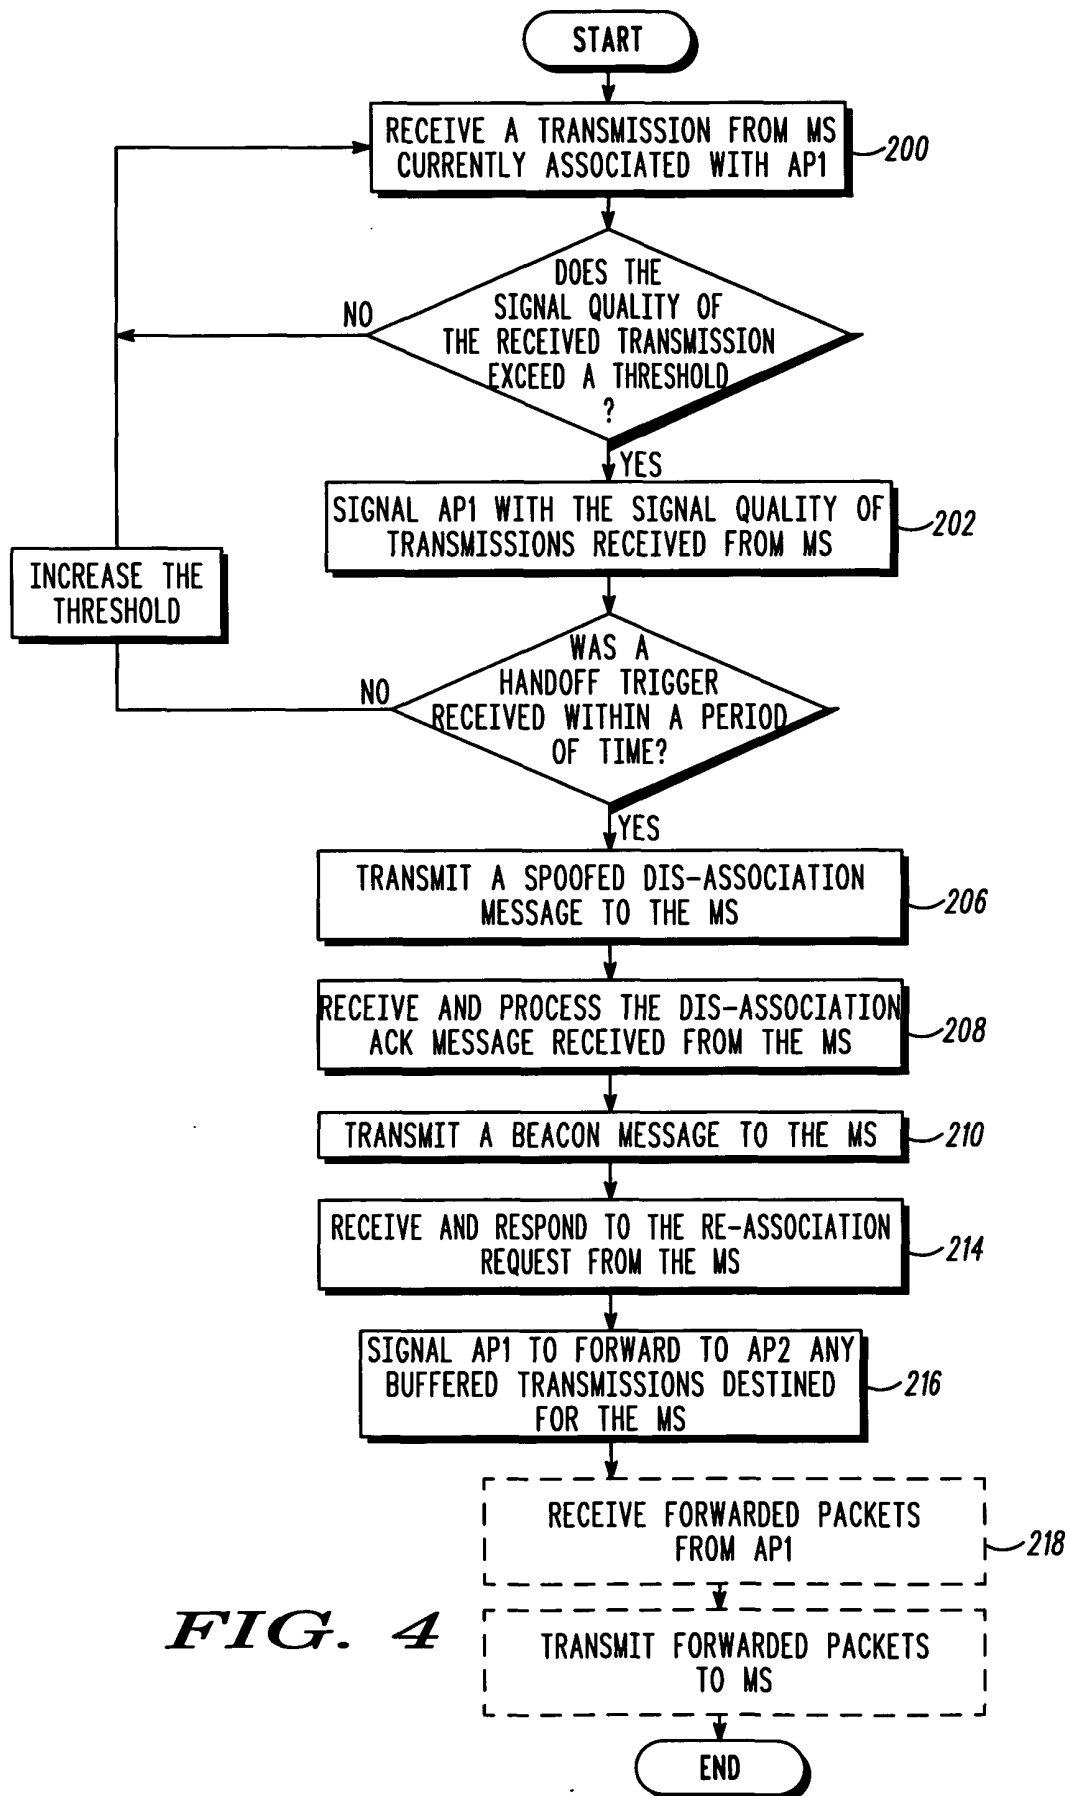 START
RECEIVE A TRANSMISSION FROM MS
CURRENTLY ASSOCIATED WITH AP1
200
DOES THE
SIGNAL QUALITY OF
THE RECEIVED TRANSMISSION
EXCEED A THRESHOLD
?
NO
YES
SIGNAL AP1 WITH THE SIGNAL QUALITY OF
TRANSMISSIONS RECEIVED FROM MS
202
INCREASE THE
THRESHOLD
WAS A
HANDOFF TRIGGER
RECEIVED WITHIN A PERIOD
OF TIME?
NO
YES
TRANSMIT A SPOOFED DIS-ASSOCIATION
MESSAGE TO THE MS
206
RECEIVE AND PROCESS THE DIS-ASSOCIATION
ACK MESSAGE RECEIVED FROM THE MS
208
TRANSMIT A BEACON MESSAGE TO THE MS
210
RECEIVE AND RESPOND TO THE RE-ASSOCIATION
REQUEST FROM THE MS
214
SIGNAL AP1 TO FORWARD TO AP2 ANY
BUFFERED TRANSMISSIONS DESTINED
FOR THE MS
216
RECEIVE FORWARDED PACKETS
FROM AP1
218
TRANSMIT FORWARDED PACKETS
TO MS
END
FIG. 4